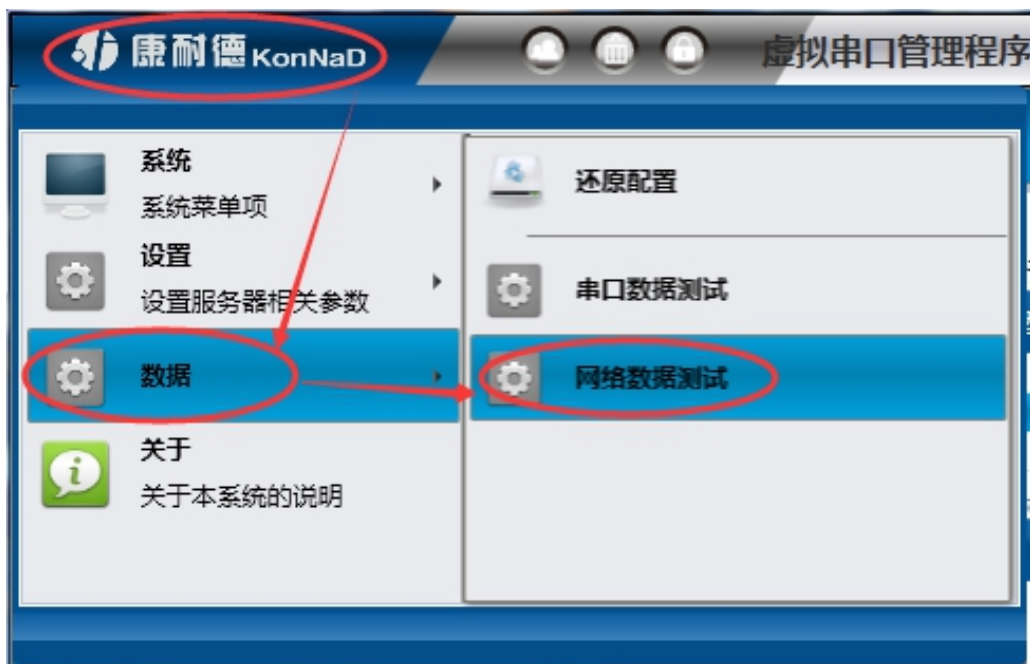 康耐德 KonNaD
虚拟串口管理程序
系统
系统菜单项
设置
设置服务器相关参数
数据
关于
关于本系统的说明
还原配置
串口数据测试
网络数据测试